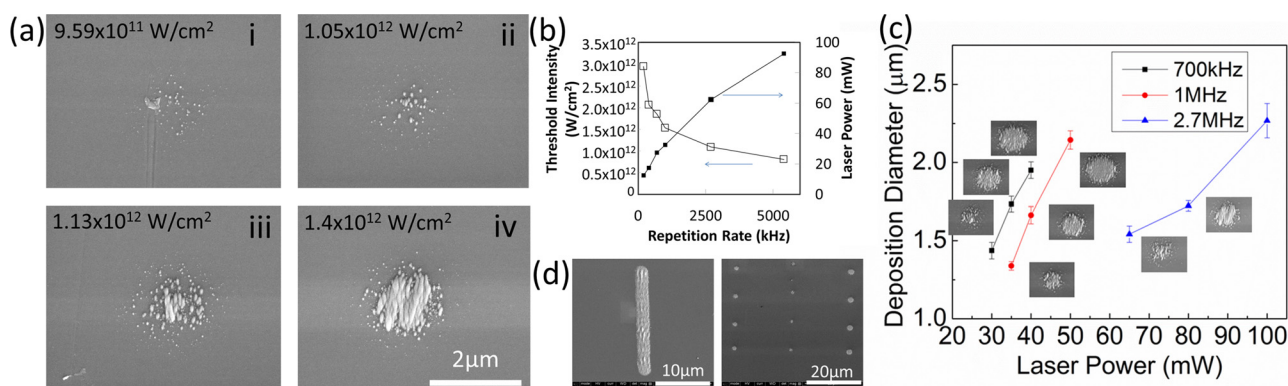 (a)
9.59x10¹¹ W/cm²
i
1.05x10¹² W/cm²
ii
1.13x10¹² W/cm²
iii
1.4x10¹² W/cm²
iv
2μm
(b)
Threshold Intensity
(W/cm²)
3.5x10¹²
3.0x10¹²
2.5x10¹²
2.0x10¹²
1.5x10¹²
1.0x10¹²
0.5x10¹²
0
100
80
60
40
20
0
Laser Power
(mW)
0
2500
5000
Repetition Rate (kHz)
(c)
Deposition Diameter (μm)
2.5
2.0
1.5
1.0
700kHz
1MHz
2.7MHz
20 30 40 50 60 70 80 90 100
Laser Power (mW)
(d)
10μm
20μm